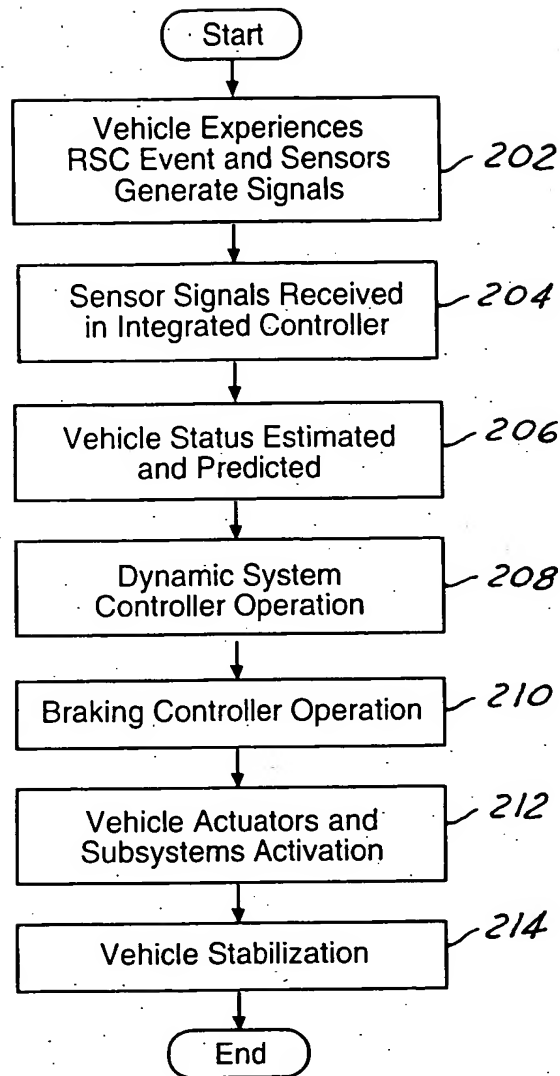 Start
Vehicle Experiences
RSC Event and Sensors
Generate Signals
202
Sensor Signals Received
in Integrated Controller
204
Vehicle Status Estimated
and Predicted
206
Dynamic System
Controller Operation
208
Braking Controller Operation
210
Vehicle Actuators and
Subsystems Activation
212
Vehicle Stabilization
214
End